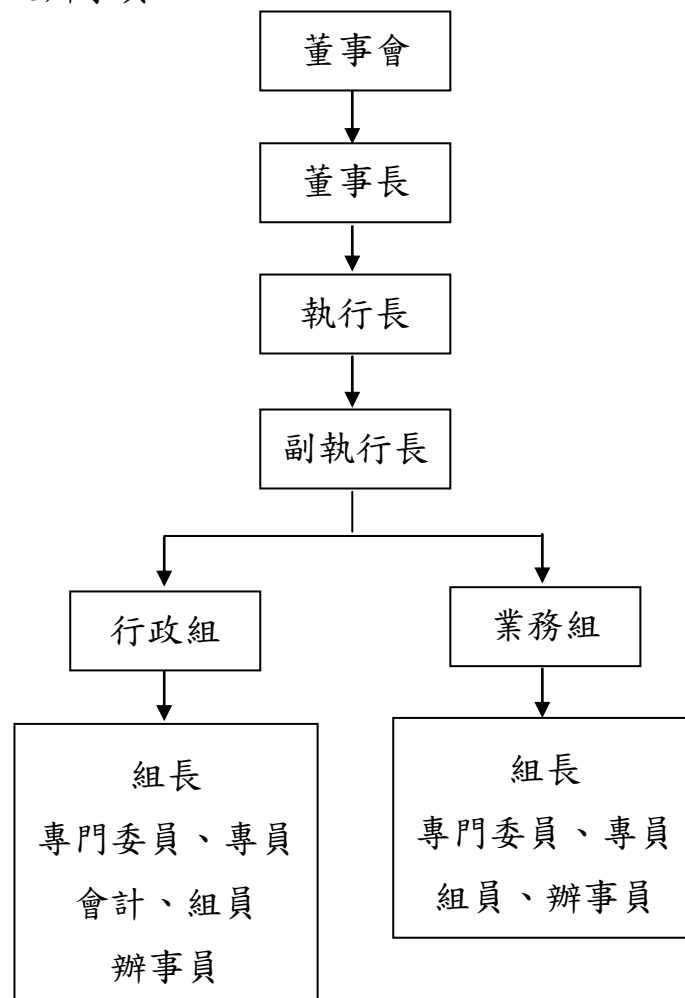 董事會
董事長
執行長
副執行長
行政組
業務組
組長
專門委員、專員
會計、組員
辦事員
組長
專門委員、專員
組員、辦事員